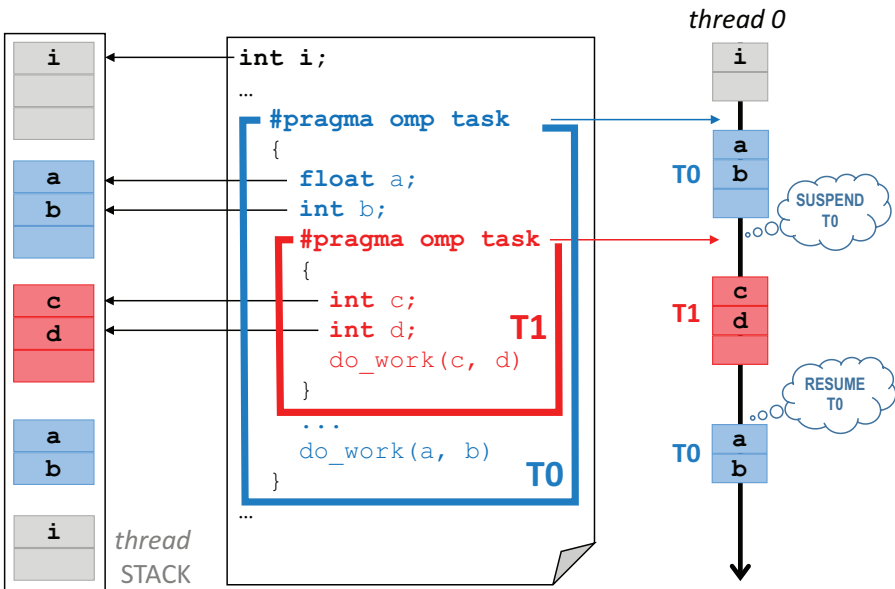 i
a
b
c
d
a
b
i
thread
STACK
int i;
…
#pragma omp task
{
float a;
int b;
#pragma omp task
{
int c;
int d;
do_work(c, d)
}
T1
...
do_work(a, b)
}
T0
…
thread 0
i
a
b
T0
SUSPEND
T0
c
d
T1
RESUME
T0
a
b
T0